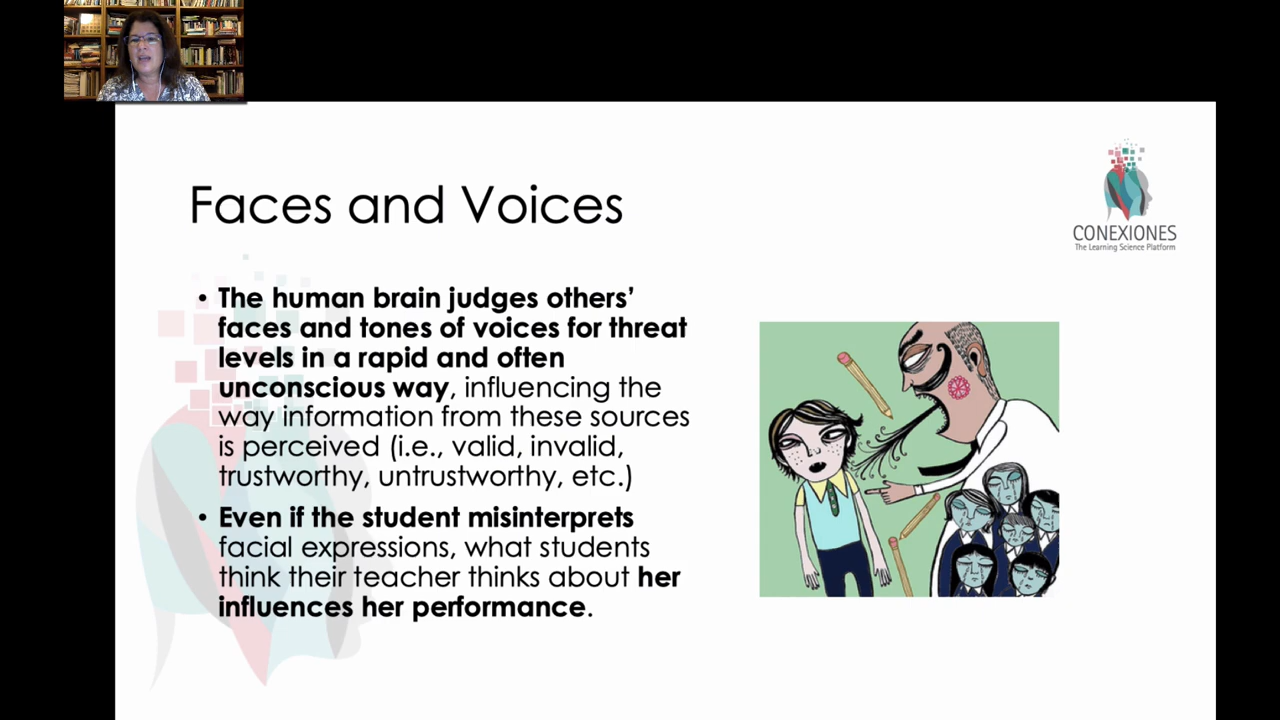 Faces and Voices
CONEXIONES
The Learning Science Platform
• The human brain judges others’
faces and tones of voices for threat
levels in a rapid and often
unconscious way, influencing the
way information from these sources
is perceived (i.e., valid, invalid,
trustworthy, untrustworthy, etc.)
• Even if the student misinterprets
facial expressions, what students
think their teacher thinks about her
influences her performance.